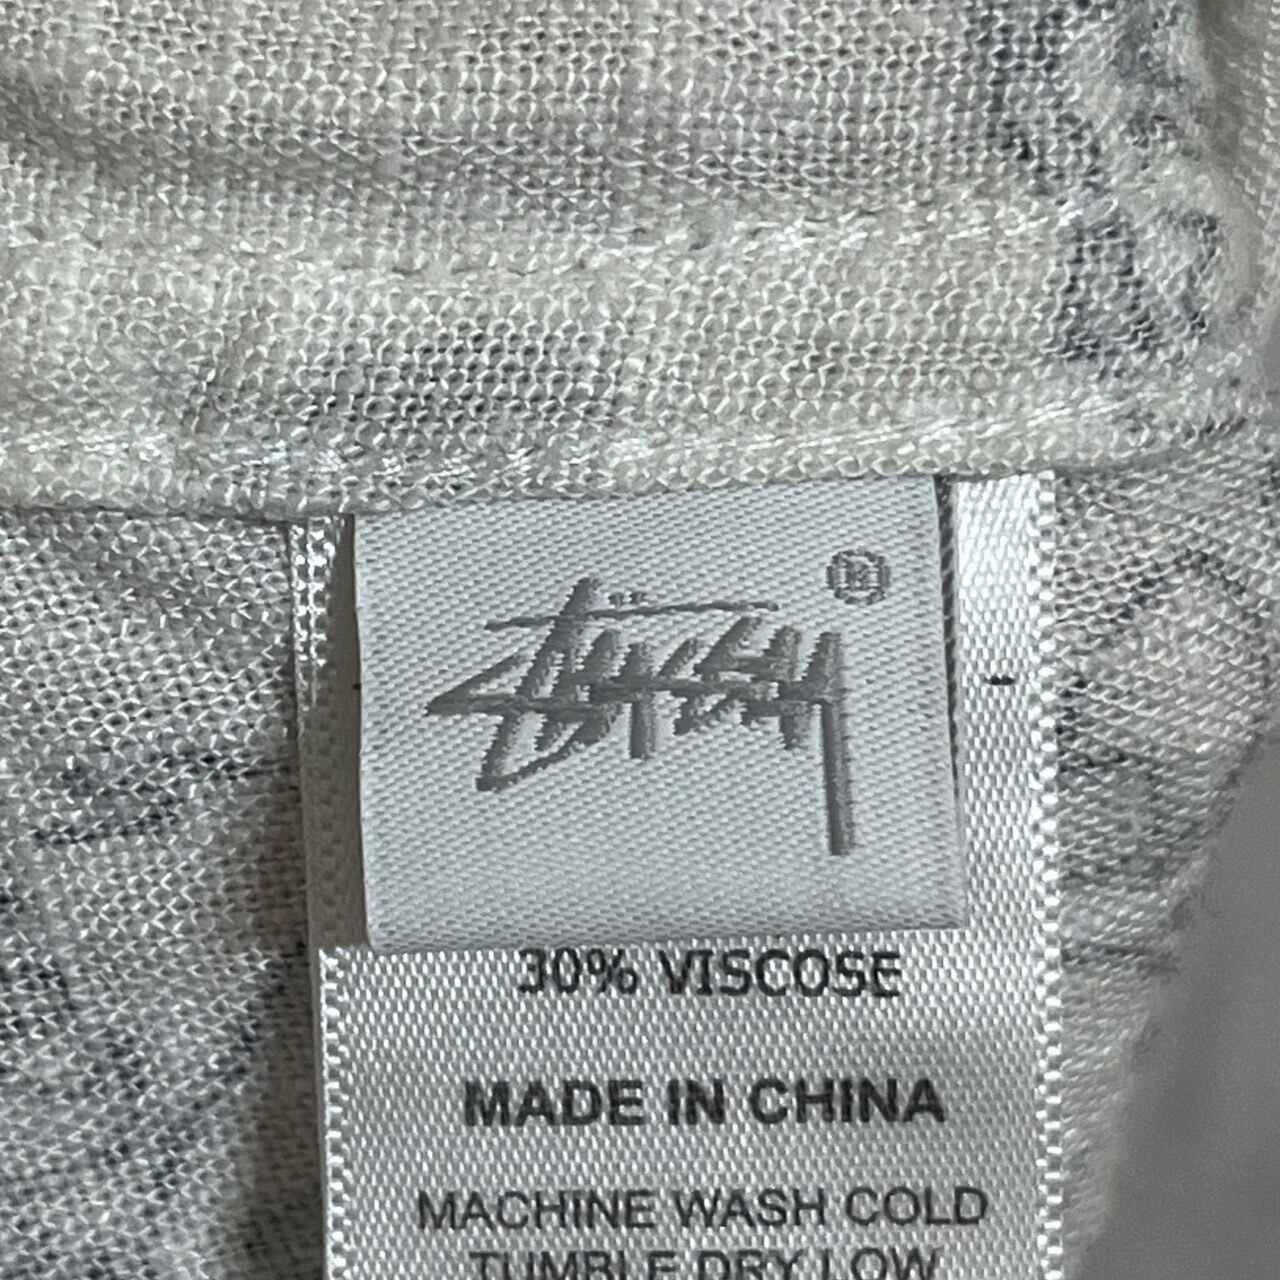 Stüssy ®
30% VISCOSE
MADE IN CHINA
MACHINE WASH COLD
TUMBLE DRY LOW